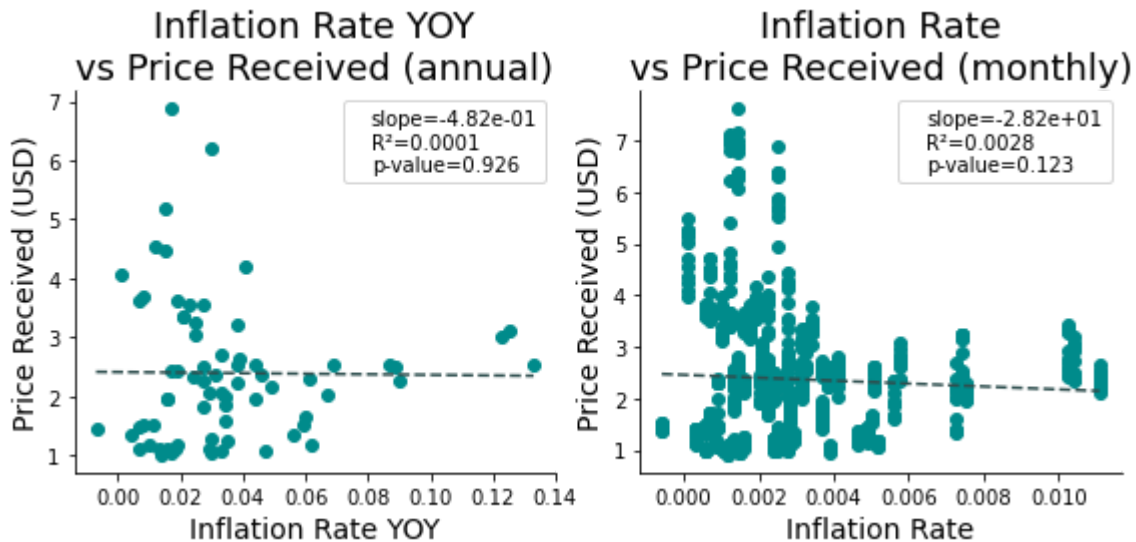 Inflation Rate YOY
vs Price Received (annual)
Price Received (USD)
7
6
5
4
3
2
1
slope=-4.82e-01
R²=0.0001
p-value=0.926
0.00
0.02
0.04
0.06
0.08
0.10
0.12
0.14
Inflation Rate YOY
Inflation Rate
vs Price Received (monthly)
Price Received (USD)
7
6
5
4
3
2
1
slope=-2.82e+01
R²=0.0028
p-value=0.123
0.000
0.002
0.004
0.006
0.008
0.010
Inflation Rate